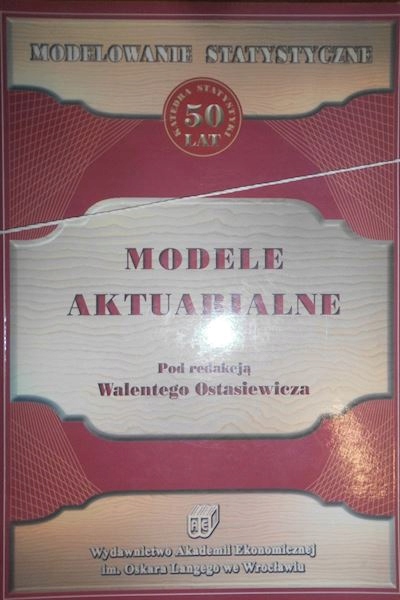 MODELOWANIE STATYSTYCZNE
KATEDRA STATYSTYKI
50
LAT
MODELE
AKTUARIALNE
Pod redakcją
Walentego Ostasiewicza
AE
Wydawnictwo Akademii Ekonomicznej
im. Oskara Langego we Wrocławiu